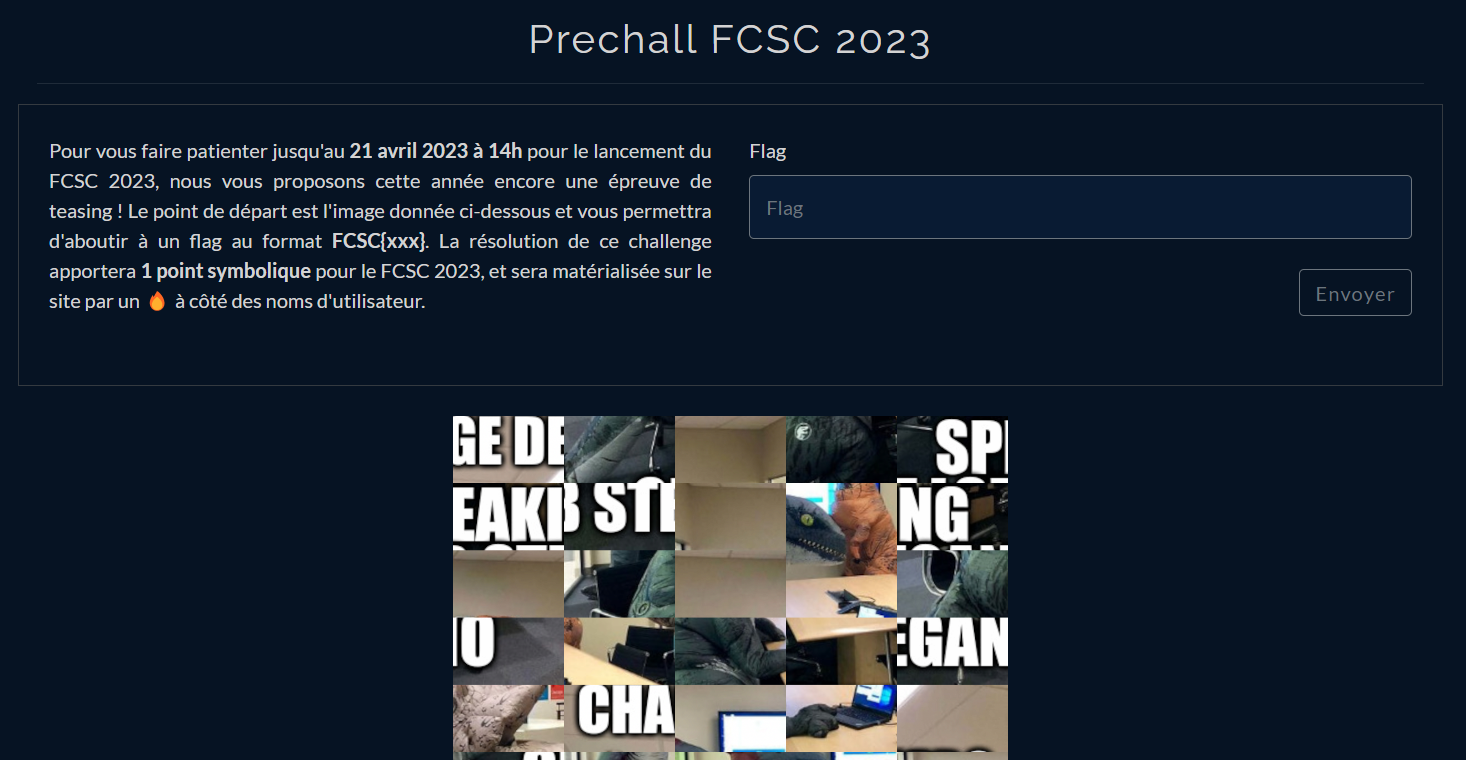 Prechall FCSC 2023
Pour vous faire patienter jusqu'au 21 avril 2023 à 14h pour le lancement du
FCSC 2023, nous vous proposons cette année encore une épreuve de
teasing ! Le point de départ est l'image donnée ci-dessous et vous permettra
d'aboutir à un flag au format FCSC{xxx}. La résolution de ce challenge
apportera 1 point symbolique pour le FCSC 2023, et sera matérialisée sur le
site par un 🔥 à côté des noms d'utilisateur.
Flag
Flag
Envoyer
GE DE
SPE
EAKI
B STE
NG
NO
EGAN
CHA